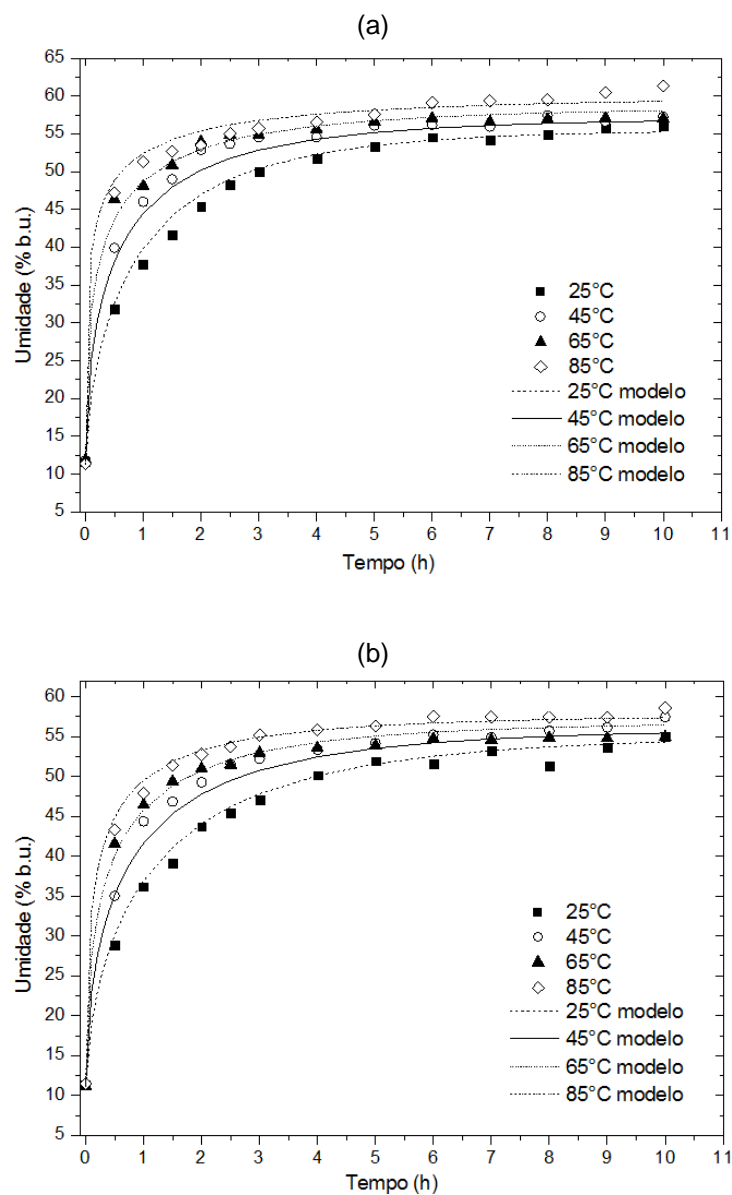 (a)
65
60
55
50
45
40
35
30
25
20
15
10
5
Umidade (% b.u.)
25°C
45°C
65°C
85°C
25°C modelo
45°C modelo
65°C modelo
85°C modelo
0 1 2 3 4 5 6 7 8 9 10 11
Tempo (h)
(b)
60
55
50
45
40
35
30
25
20
15
10
5
Umidade (% b.u.)
25°C
45°C
65°C
85°C
25°C modelo
45°C modelo
65°C modelo
85°C modelo
0 1 2 3 4 5 6 7 8 9 10 11
Tempo (h)